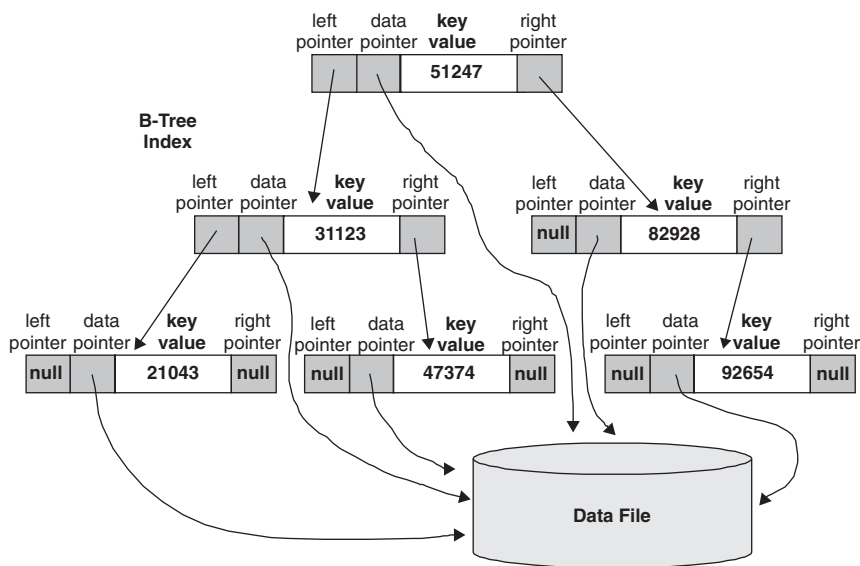 left pointer data pointer key value right pointer
51247
B-Tree
Index
left pointer data pointer key value right pointer
31123
left pointer data pointer key value right pointer
null 82928
left pointer data pointer key value right pointer
null 21043 null
left pointer data pointer key value right pointer
null 47374 null
left pointer data pointer key value right pointer
null 92654 null
Data File